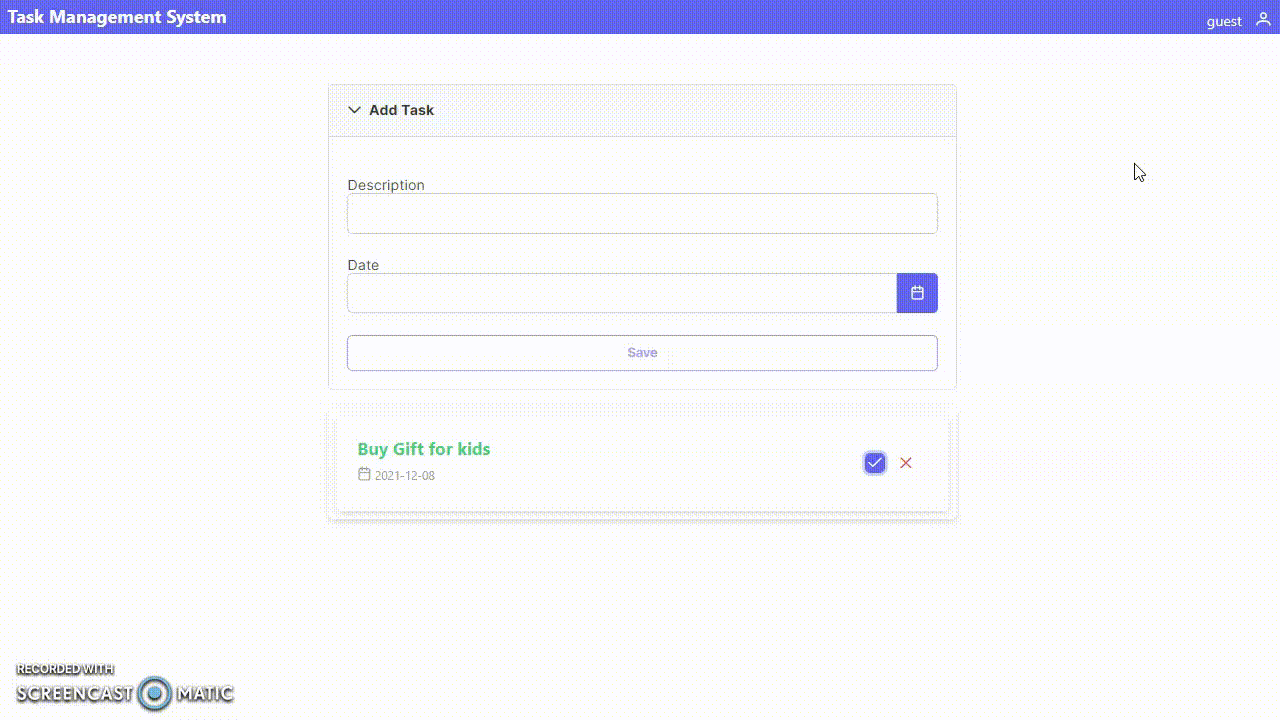 Task Management System
guest
Add Task
Description
Date
Save
Buy Gift for kids
2021-12-08
RECORDED WITH
SCREENCAST MATIC